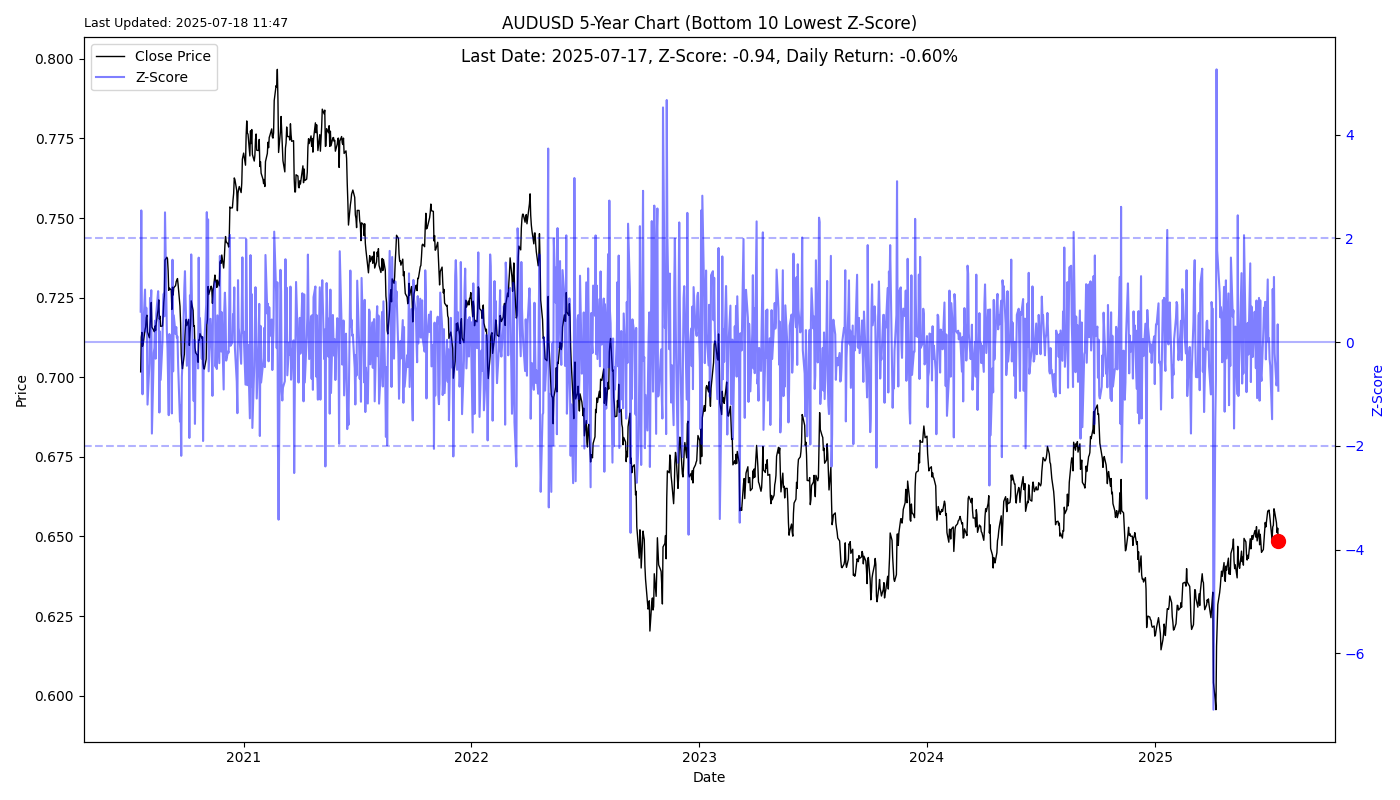 Last Updated: 2025-07-18 11:47
AUDUSD 5-Year Chart (Bottom 10 Lowest Z-Score)
Last Date: 2025-07-17, Z-Score: -0.94, Daily Return: -0.60%
Close Price
Z-Score
0.800
0.775
0.750
0.725
0.700
0.675
0.650
0.625
0.600
Price
4
2
0
−2
−4
−6
Z-Score
2021
2022
2023
2024
2025
Date